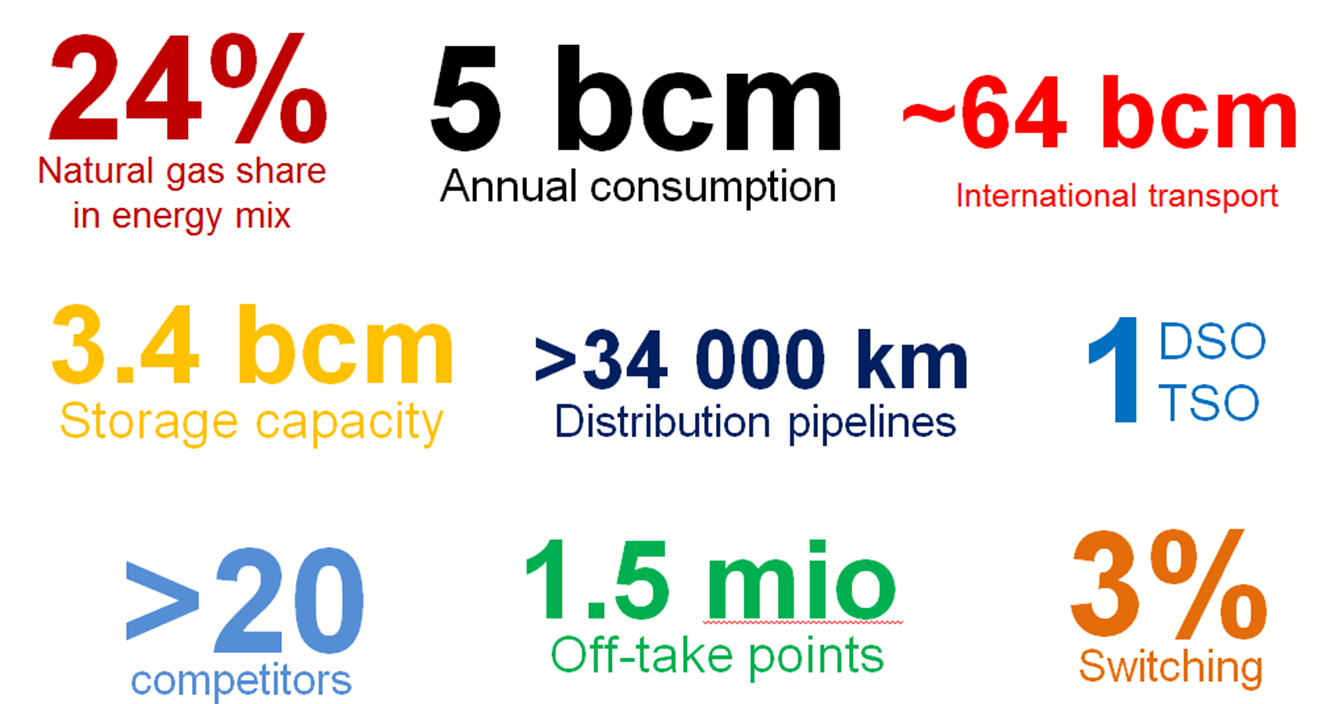 24%
Natural gas share
in energy mix
5 bcm
Annual consumption
~64 bcm
International transport
3.4 bcm
Storage capacity
>34 000 km
Distribution pipelines
1 DSO
TSO
>20
competitors
1.5 mio
Off-take points
3%
Switching